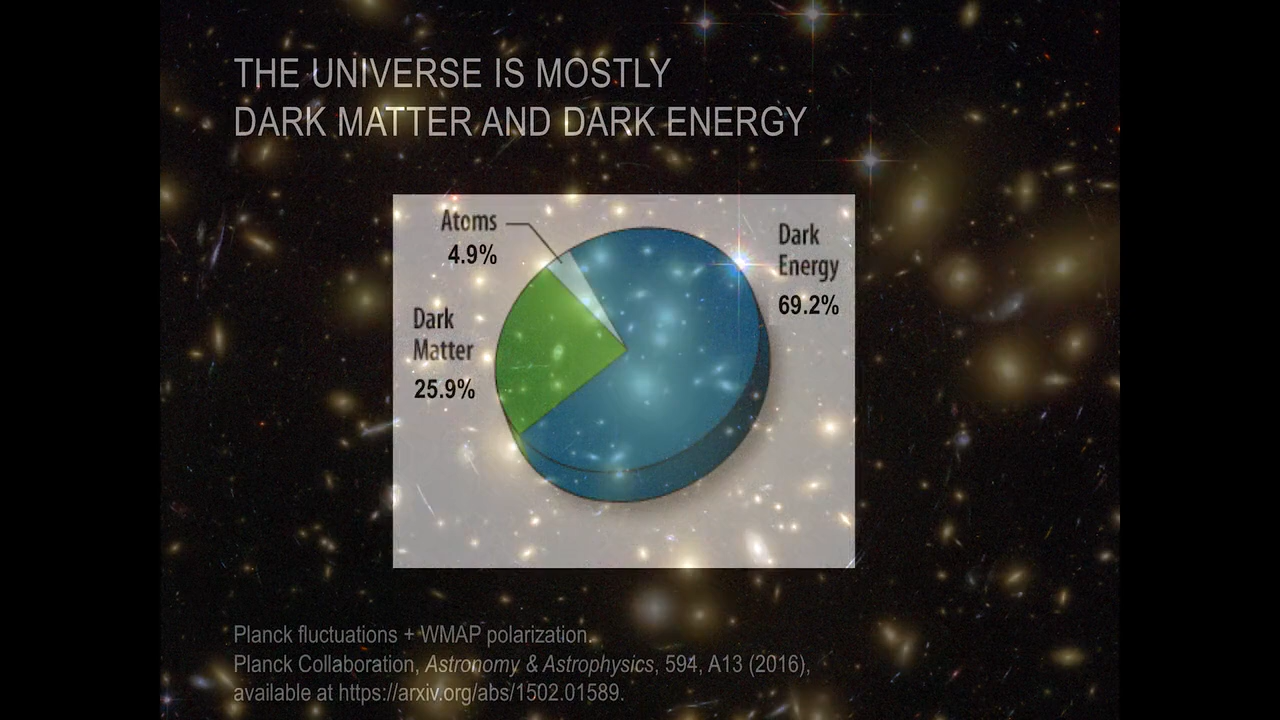 THE UNIVERSE IS MOSTLY
DARK MATTER AND DARK ENERGY
Atoms
4.9%
Dark
Energy
69.2%
Dark
Matter
25.9%
Planck fluctuations + WMAP polarization.
Planck Collaboration, Astronomy & Astrophysics, 594, A13 (2016),
available at https://arxiv.org/abs/1502.01589.